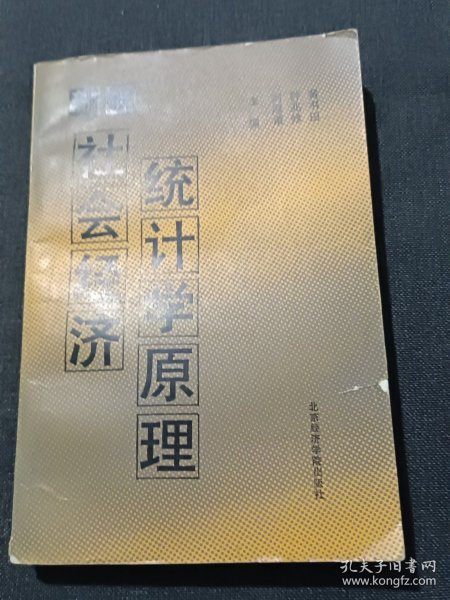 社会经济
统计学原理
主编
北京经济学院出版社
孔夫子旧书网
www.kongfz.com